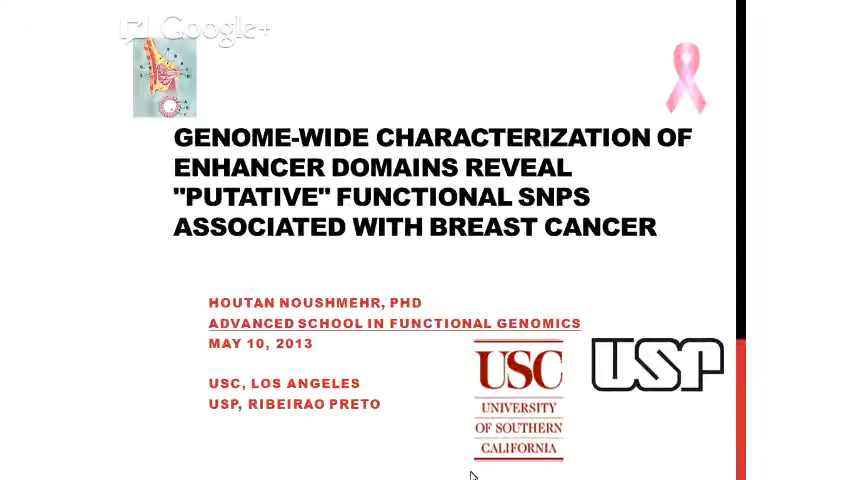 Google+
GENOME-WIDE CHARACTERIZATION OF
ENHANCER DOMAINS REVEAL
"PUTATIVE" FUNCTIONAL SNPS
ASSOCIATED WITH BREAST CANCER
HOUTAN NOUSHMEHR, PHD
ADVANCED SCHOOL IN FUNCTIONAL GENOMICS
MAY 10, 2013
USC, LOS ANGELES
USP, RIBEIRAO PRETO
USC
UNIVERSITY
OF SOUTHERN
CALIFORNIA
USP